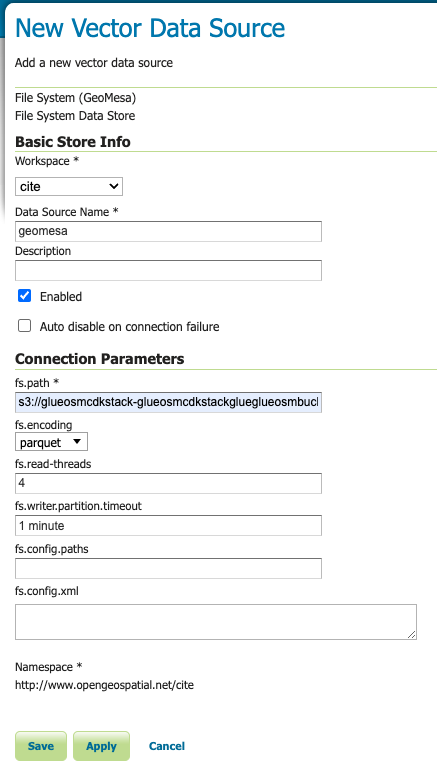 New Vector Data Source
Add a new vector data source
File System (GeoMesa)
File System Data Store
Basic Store Info
Workspace *
cite
Data Source Name *
geomesa
Description
Enabled
Auto disable on connection failure
Connection Parameters
fs.path *
s3://glueosmcdkstack-glueosmcdkstackglueglueosmbucl
fs.encoding
parquet
fs.read-threads
4
fs.writer.partition.timeout
1 minute
fs.config.paths
fs.config.xml
Namespace *
http://www.opengeospatial.net/cite
Save Apply Cancel